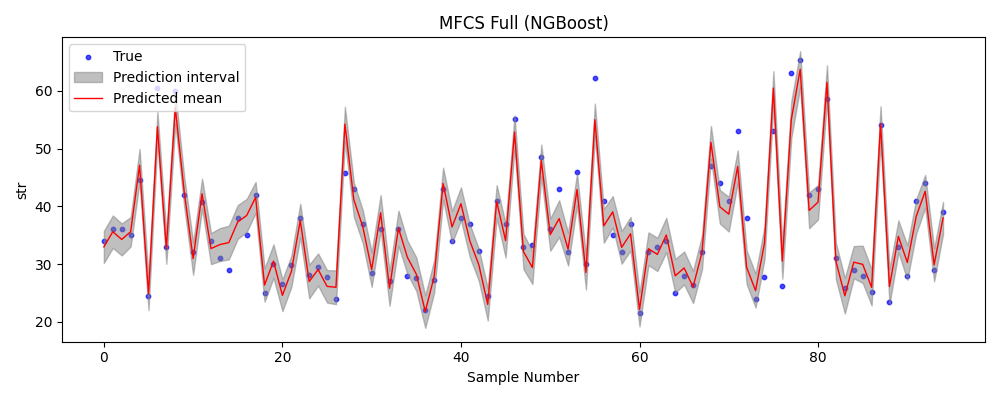 MFCS Full (NGBoost)
True
Prediction interval
Predicted mean
str
60
50
40
30
20
0 20 40 60 80
Sample Number